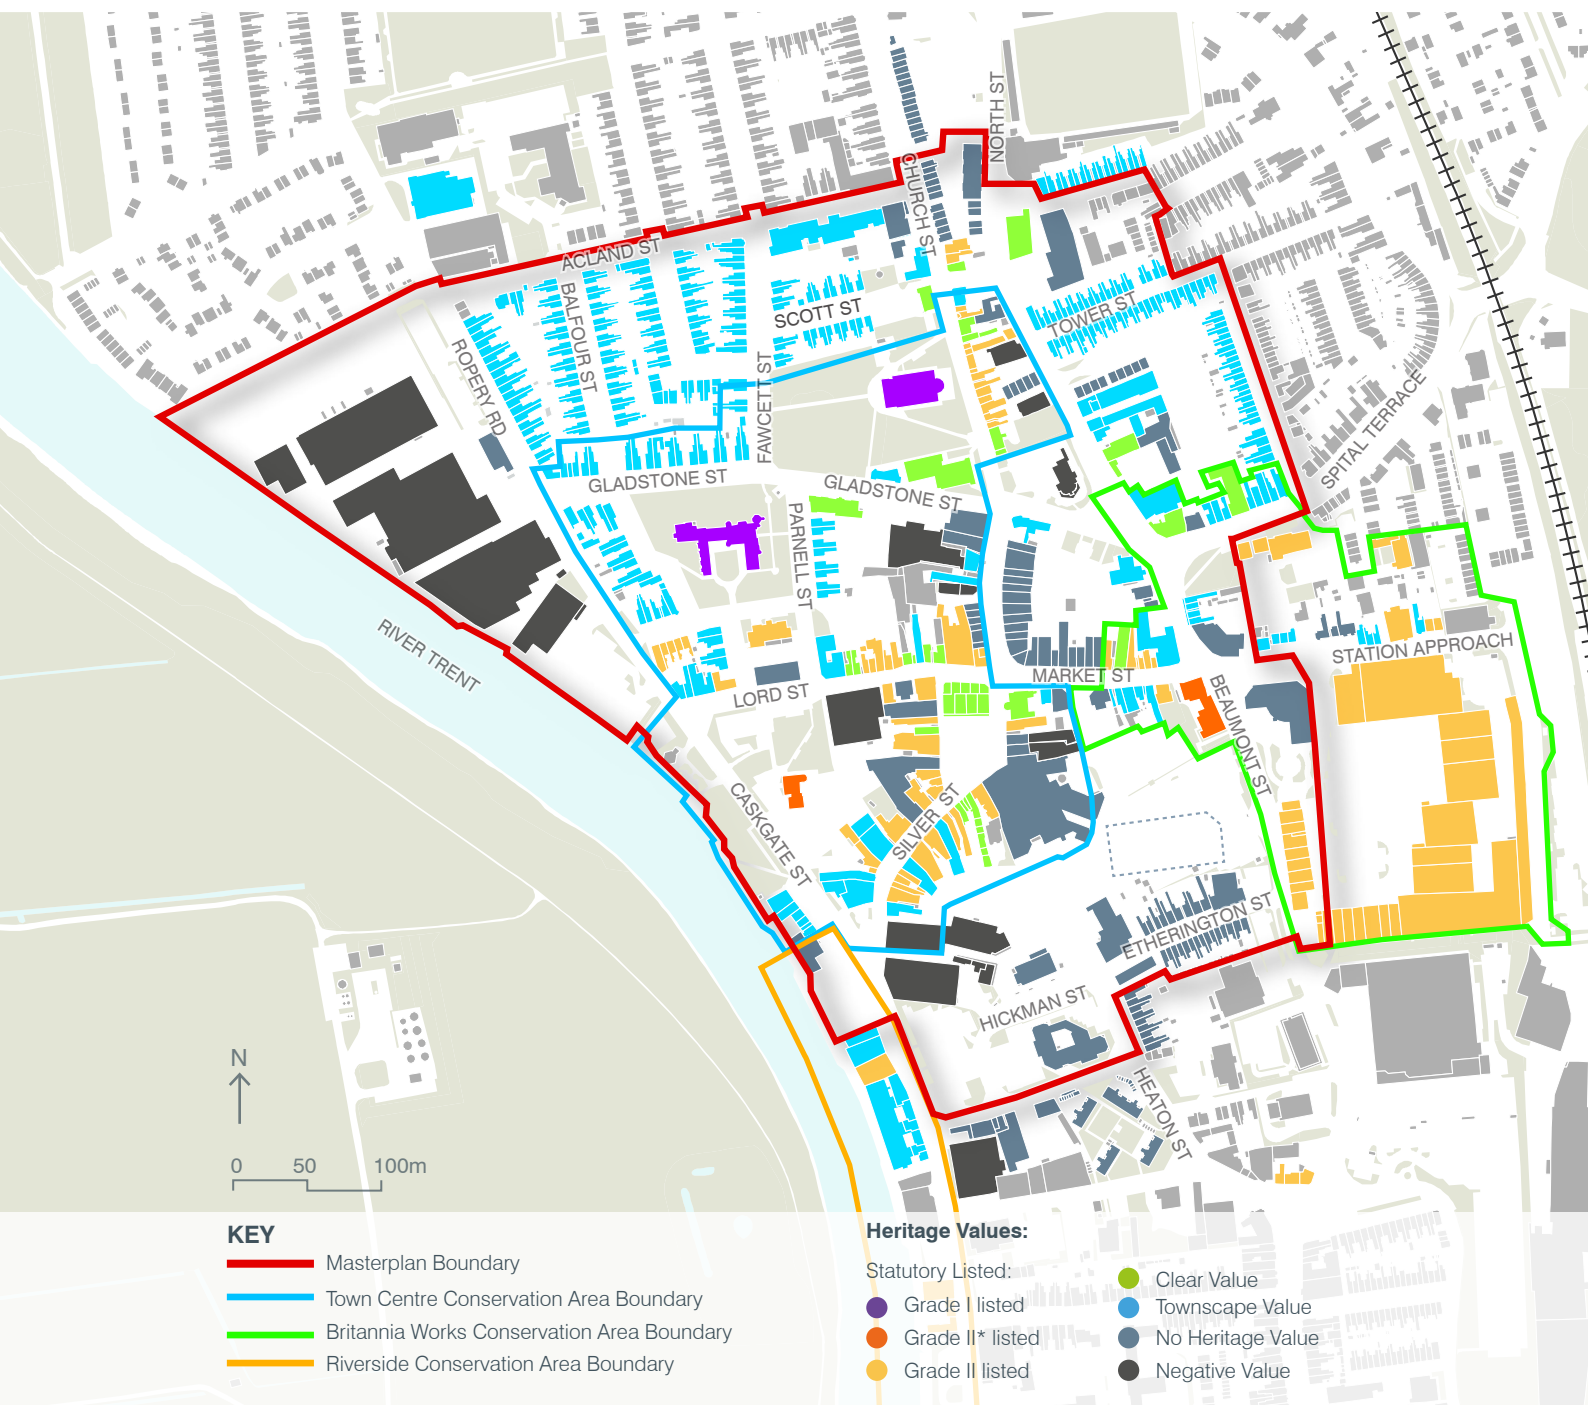 NORTH ST
CHURCH ST
ACLAND ST
BALFOUR ST
SCOTT ST
TOWER ST
ROPERY RD
FAWCETT ST
SPITAL TERRACE
GLADSTONE ST
GLADSTONE ST
PARNELL ST
RIVER TRENT
STATION APPROACH
MARKET ST
LORD ST
BEAUMONT ST
CASKGATE ST
SILVER ST
ETHERINGTON ST
HICKMAN ST
HEATON ST
N
0 50 100m
KEY
Masterplan Boundary
Town Centre Conservation Area Boundary
Britannia Works Conservation Area Boundary
Riverside Conservation Area Boundary
Heritage Values:
Statutory Listed:
Grade I listed
Grade II* listed
Grade II listed
Clear Value
Townscape Value
No Heritage Value
Negative Value